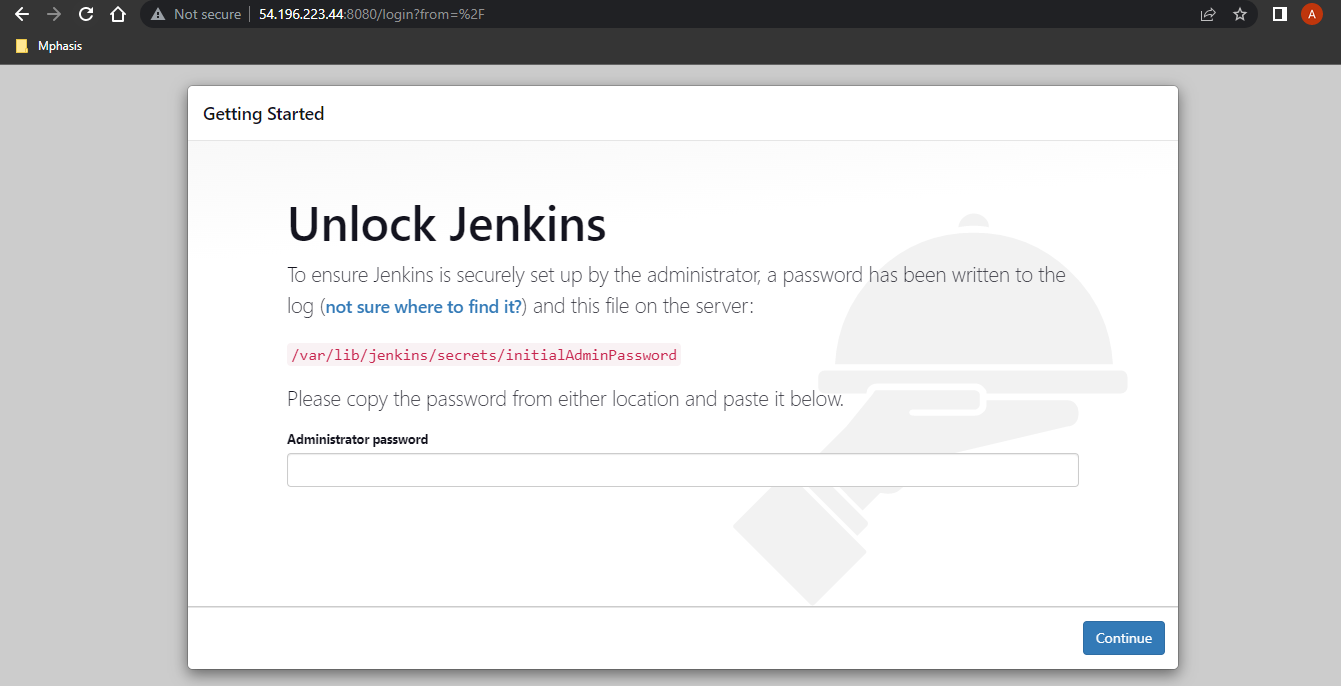 Not secure 54.196.223.44:8080/login?from=%2F
A
Mphasis
Getting Started
Unlock Jenkins
To ensure Jenkins is securely set up by the administrator, a password has been written to the
log (not sure where to find it?) and this file on the server:
/var/lib/jenkins/secrets/initialAdminPassword
Please copy the password from either location and paste it below.
Administrator password
Continue